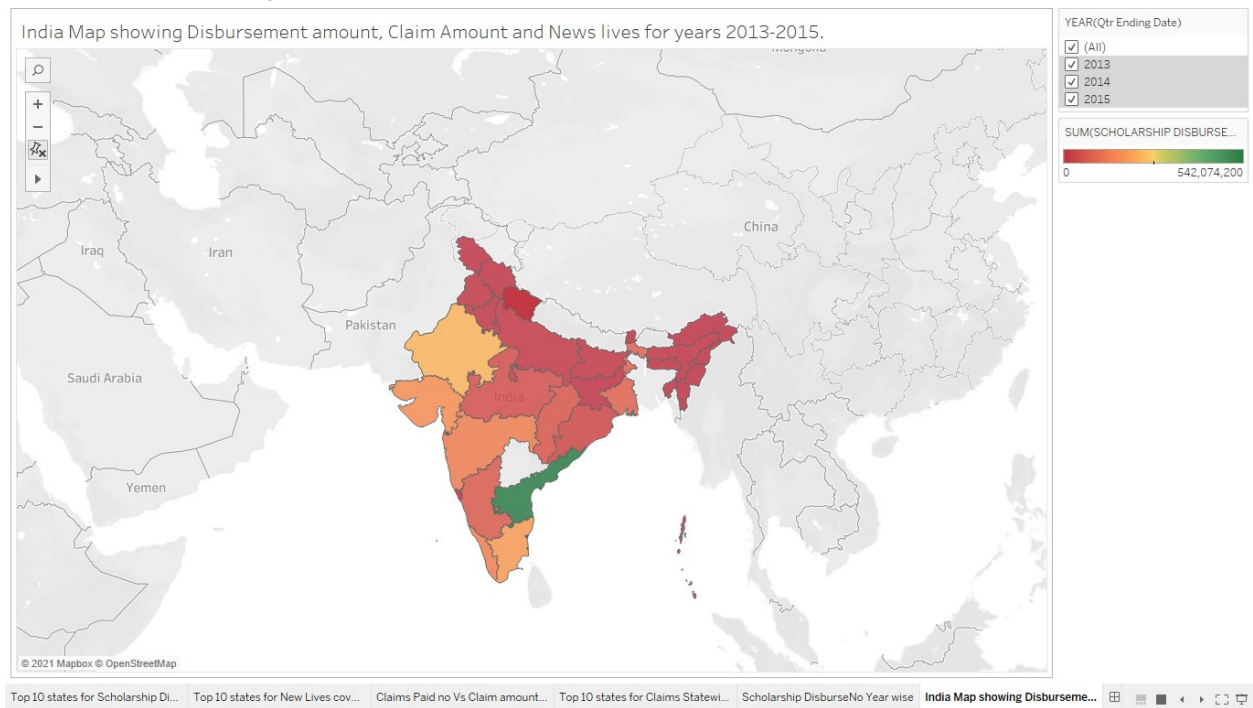 India Map showing Disbursement amount, Claim Amount and News lives for years 2013-2015.
YEAR(Qtr Ending Date)
(All)
2013
2014
2015
SUM(SCHOLARSHIP DISBURSE...
0 542,074,200
Mongolia
China
Iraq
Iran
Pakistan
Saudi Arabia
India
Yemen
© 2021 Mapbox © OpenStreetMap
Top 10 states for Scholarship Di... Top 10 states for New Lives cov... Claims Paid no Vs Claim amount... Top 10 states for Claims Statewi... Scholarship DisburseNo Year wise India Map showing Disburseme...